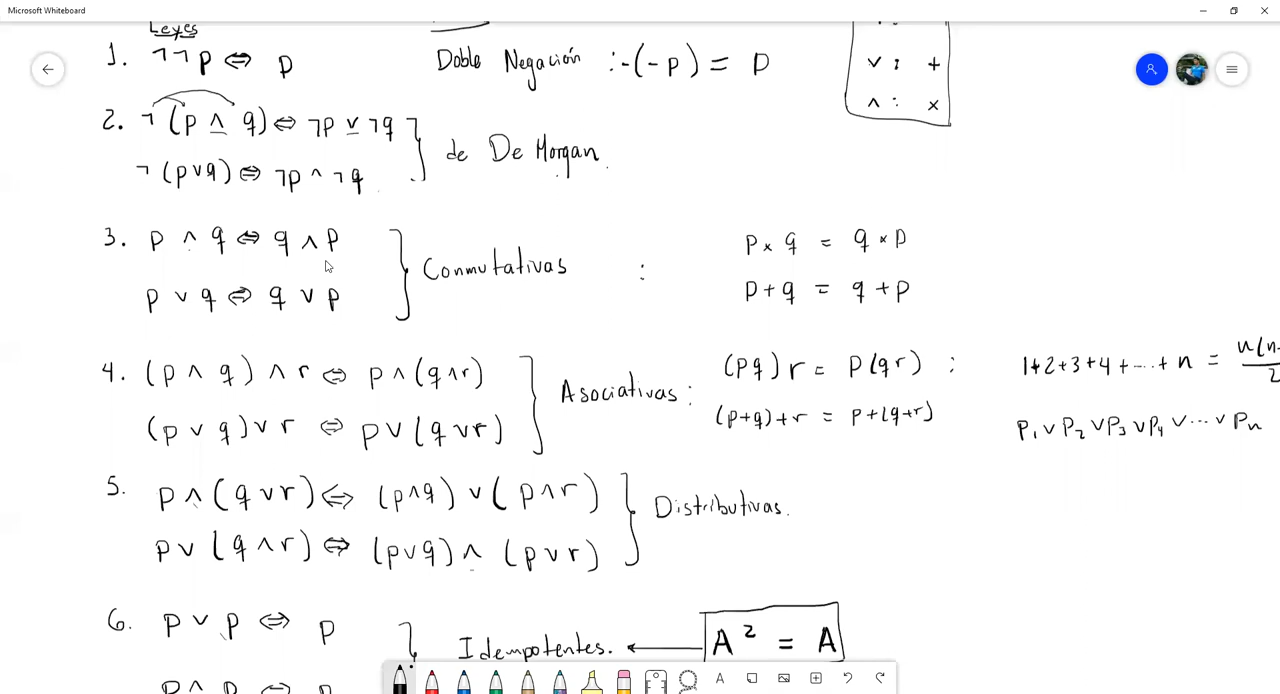 Microsoft Whiteboard
Leyes
1. ¬¬p ⇔ p Doble Negación :-(-p) = p
∨ : +
∧ : ×
2. ¬(p ∧ q) ⇔ ¬p ∨ ¬q
¬(p∨q) ⇔ ¬p ∧ ¬q
de De Morgan.
3. p ∧ q ⇔ q ∧ p
p ∨ q ⇔ q ∨ p
Conmutativas :
p × q = q × p
p + q = q + p
4. (p ∧ q) ∧ r ⇔ p ∧ (q ∧ r)
(p ∨ q) ∨ r ⇔ p ∨ (q ∨ r)
Asociativas :
(pq)r = p(qr) :
(p+q)+r = p+(q+r)
1+2+3+4+...+n = n(n
2
p₁ ∨ p₂ ∨ p₃ ∨ p₄ ∨ ... ∨ pn
5. p ∧ (q ∨ r) ⇔ (p∧q) ∨ (p ∧ r)
p ∨ (q ∧ r) ⇔ (p∨q) ∧ (p ∨ r)
Distributivas.
6. p ∨ p ⇔ p
p ∧ p ⇔ p
Idempotentes. ← A² = A
A